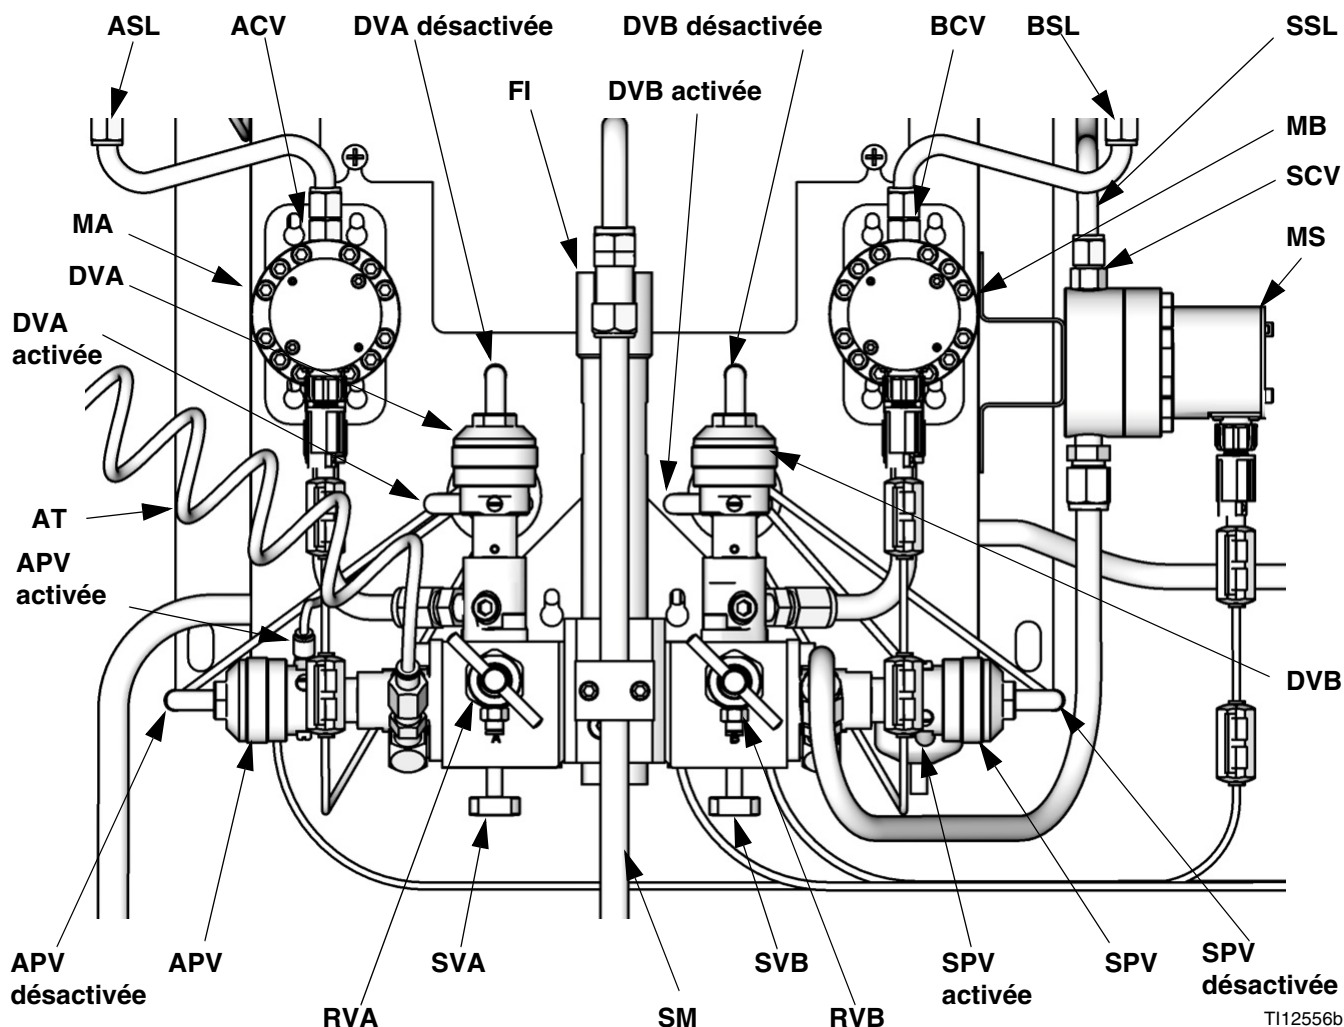 ASL
ACV
DVA désactivée
DVB désactivée
BCV
BSL
SSL
FI
DVB activée
MB
SCV
MA
MS
DVA
DVA
activée
AT
APV
activée
DVB
A
B
APV
désactivée
APV
SVA
SVB
SPV
activée
SPV
SPV
désactivée
RVA
SM
RVB
TI12556b